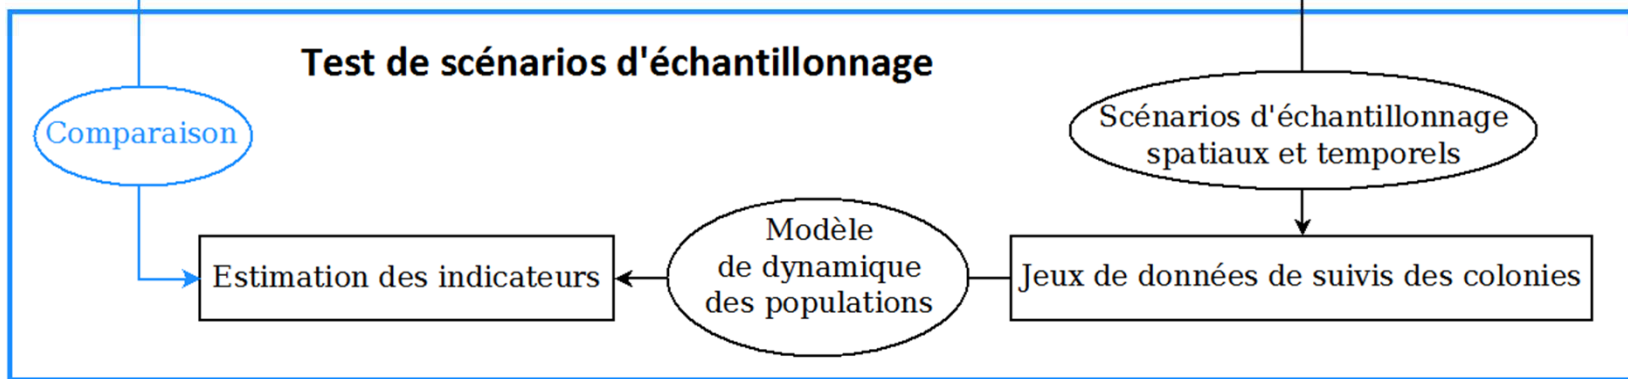 Test de scénarios d'échantillonnage
Comparaison
Scénarios d'échantillonnage
spatiaux et temporels
Modèle
de dynamique
des populations
Estimation des indicateurs
Jeux de données de suivis des colonies